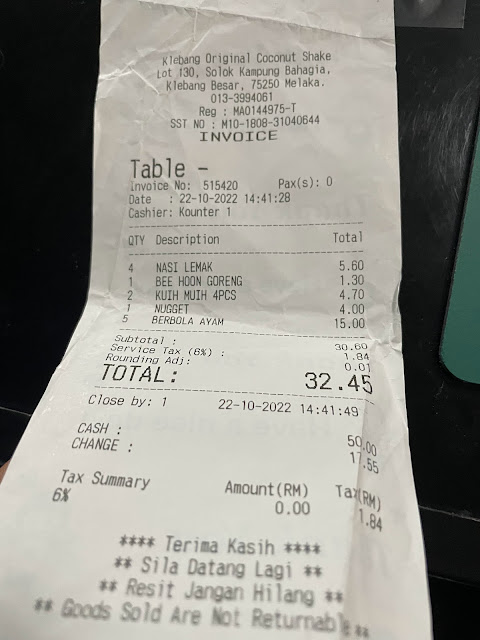 Klebang Original Coconut Shake
Lot 130, Solok Kampung Bahagia,
Klebang Besar, 75250 Melaka.
013-3994061
Reg : MA0144975-T
SST NO : M10-1808-31040644
INVOICE
Table -
Invoice No: 515420 Pax(s): 0
Date : 22-10-2022 14:41:28
Cashier: Kounter 1
QTY Description Total
4 NASI LEMAK 5.60
1 BEE HOON GORENG 1.30
2 KUIH MUIH 4PCS 4.70
1 NUGGET 4.00
5 BERBOLA AYAM 15.00
Subtotal : 30.60
Service Tax (6%) : 1.84
Rounding Adj: 0.01
TOTAL: 32.45
Close by: 1 22-10-2022 14:41:49
CASH : 50.00
CHANGE : 17.55
Tax Summary Amount(RM) Tax(RM)
6% 0.00 1.84
**** Terima Kasih ****
** Sila Datang Lagi **
** Resit Jangan Hilang **
** Goods Sold Are Not Returnable **